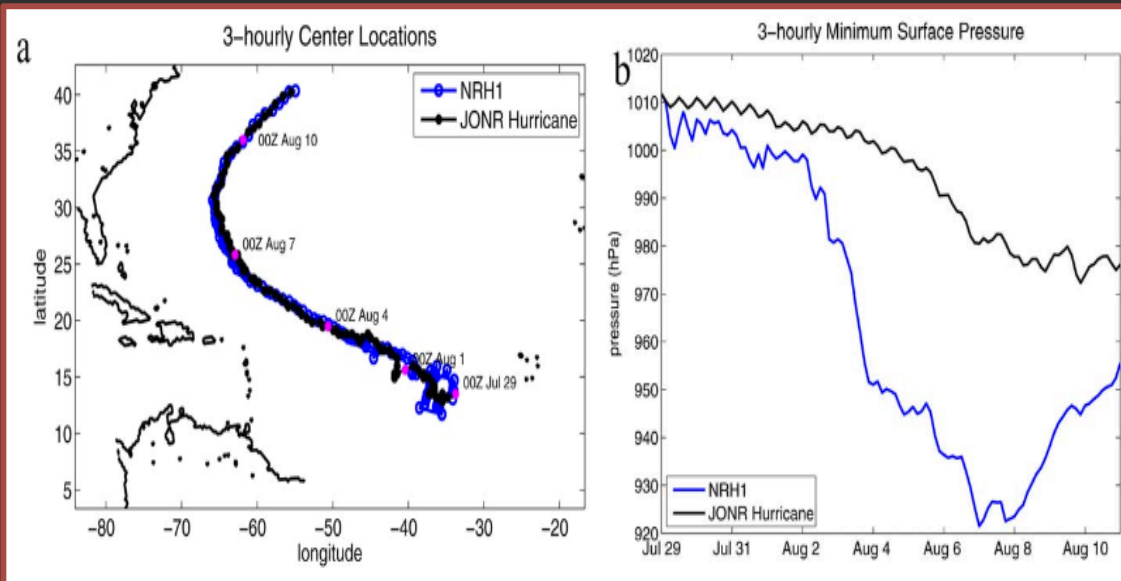 a
3-hourly Center Locations
NRH1
JONR Hurricane
00Z Aug 10
00Z Aug 7
00Z Aug 4
00Z Aug 1
00Z Jul 29
40
35
30
25
20
15
10
5
latitude
-80 -70 -60 -50 -40 -30 -20
longitude
b
3-hourly Minimum Surface Pressure
1020
1010
1000
990
980
970
960
950
940
930
920
pressure (hPa)
NRH1
JONR Hurricane
Jul 29 Jul 31 Aug 2 Aug 4 Aug 6 Aug 8 Aug 10